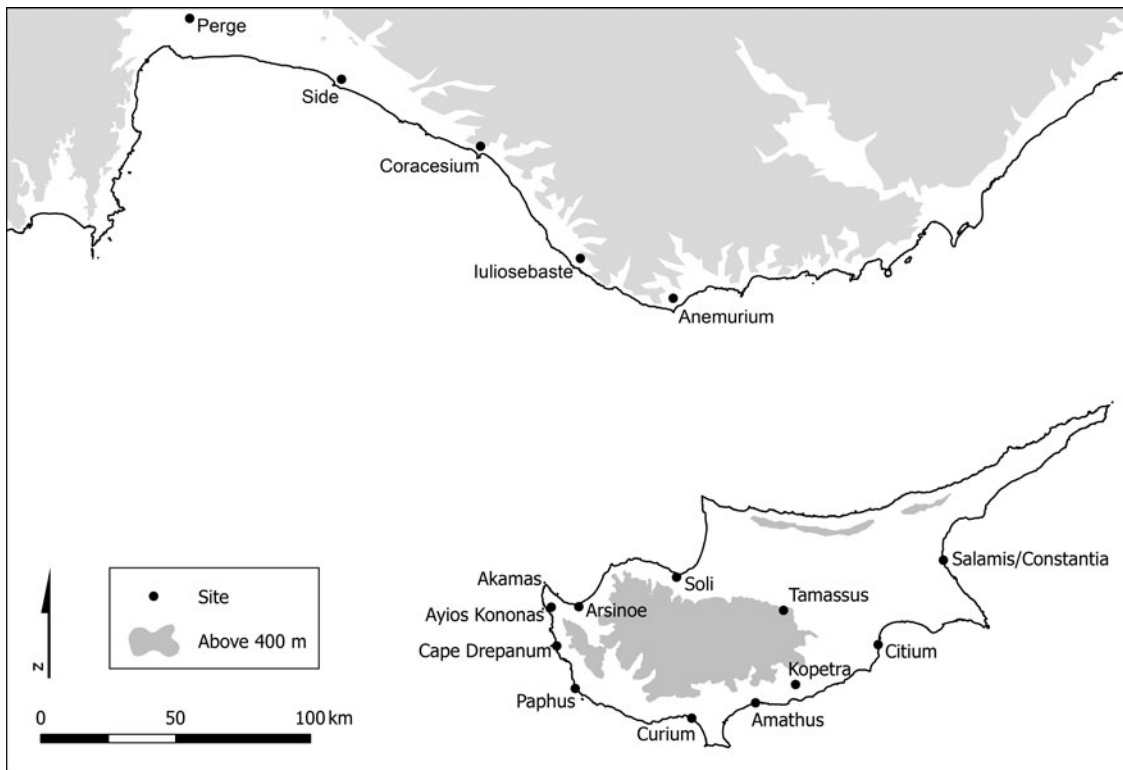 Perge
Side
Coracesium
Iuliosebaste
Anemurium
Salamis/Constantia
Akamas
Soli
Ayios Kononas
Arsinoe
Tamassus
Cape Drepanum
Citium
Kopetra
Paphus
Amathus
Curium
Site
Above 400 m
N
0 50 100 km